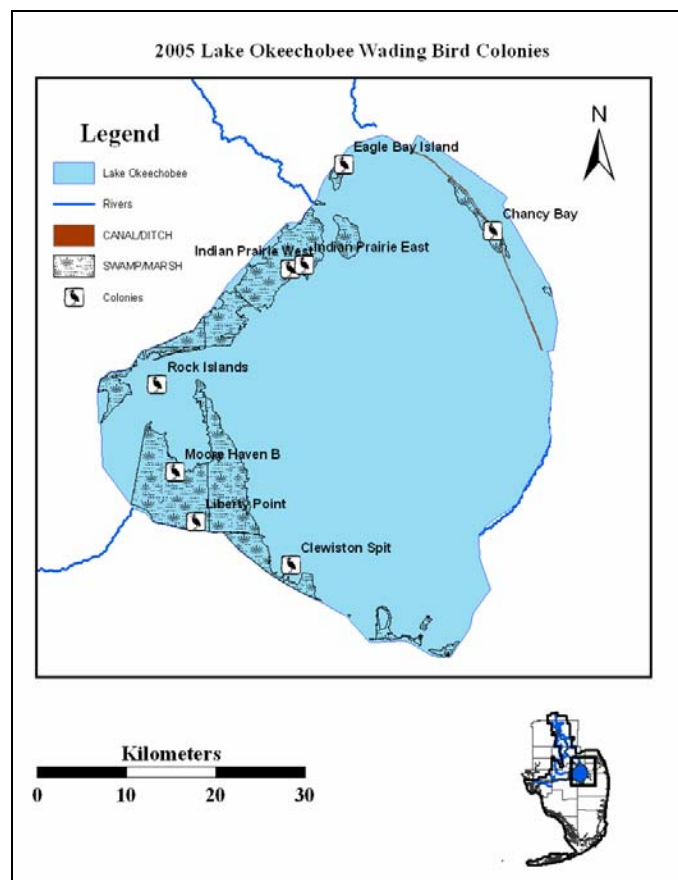 2005 Lake Okeechobee Wading Bird Colonies
N
Legend
Lake Okeechobee
Rivers
CANAL/DITCH
SWAMP/MARSH
Colonies
Eagle Bay Island
Chancy Bay
Indian Prairie West
Indian Prairie East
Rock Islands
Moore Haven B
Liberty Point
Clewiston Spit
Kilometers
0 10 20 30